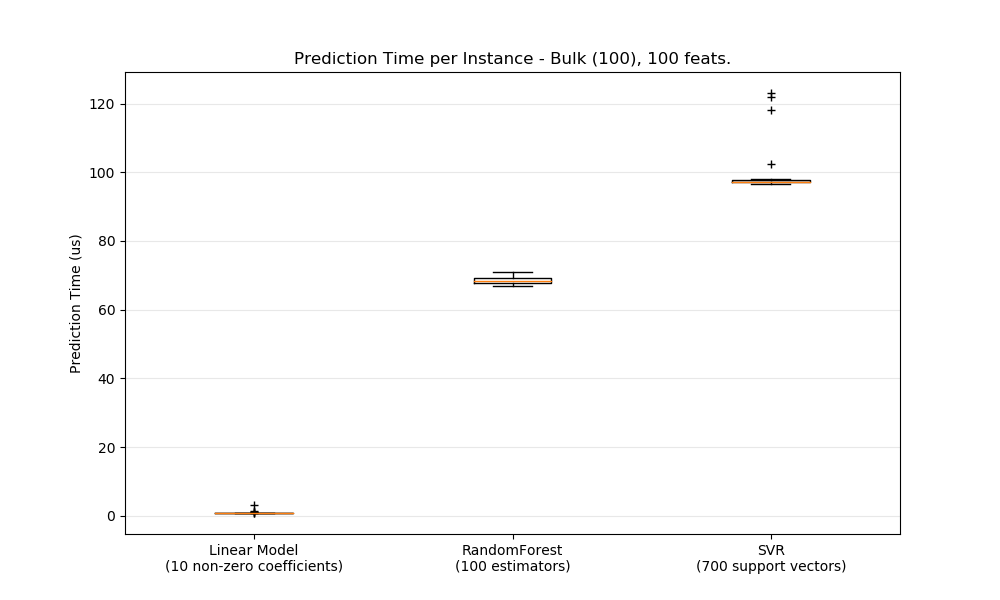 Prediction Time per Instance - Bulk (100), 100 feats.
Prediction Time (us)
120
100
80
60
40
20
0
Linear Model
(10 non-zero coefficients)
RandomForest
(100 estimators)
SVR
(700 support vectors)